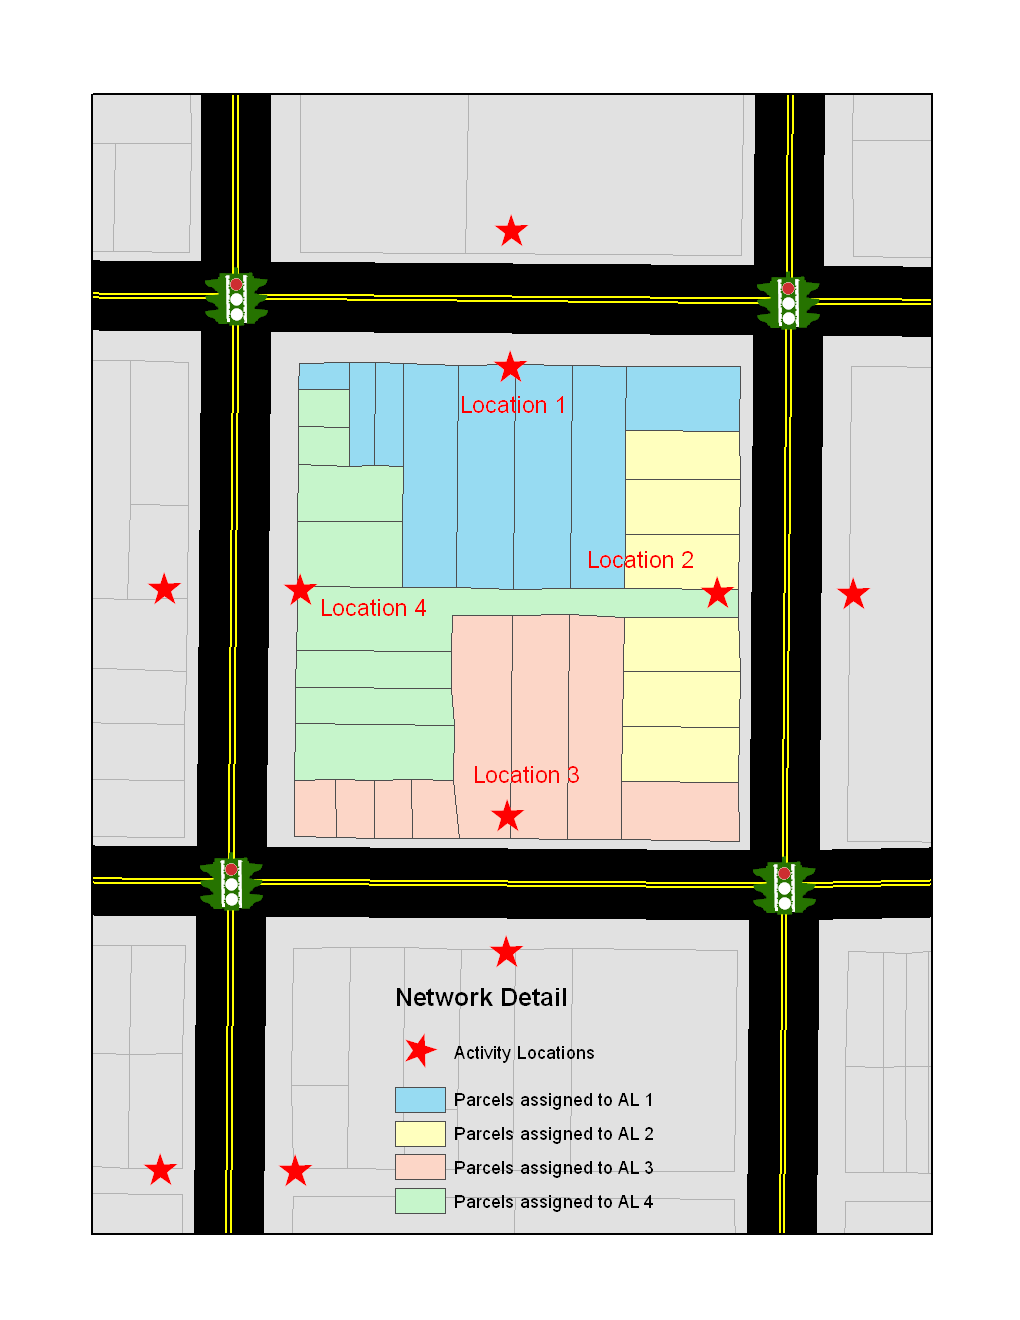 Location 1
Location 2
Location 4
Location 3
Network Detail
Activity Locations
Parcels assigned to AL 1
Parcels assigned to AL 2
Parcels assigned to AL 3
Parcels assigned to AL 4